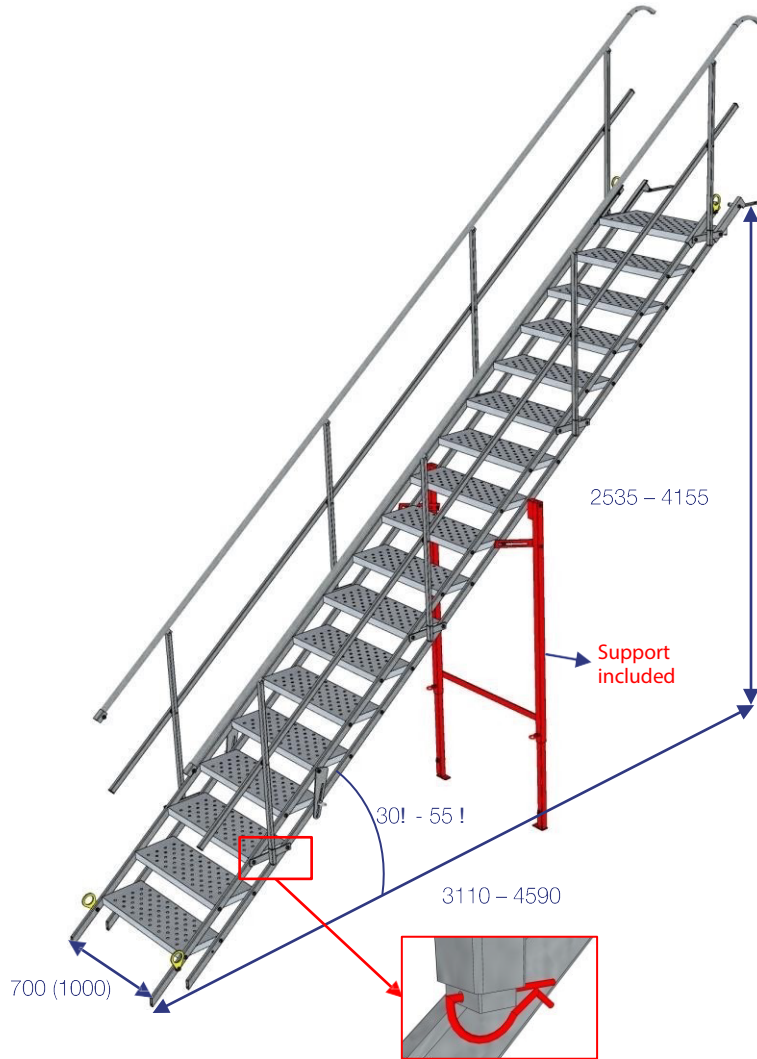 2535 – 4155
Support
included
30! - 55 !
3110 – 4590
700 (1000)